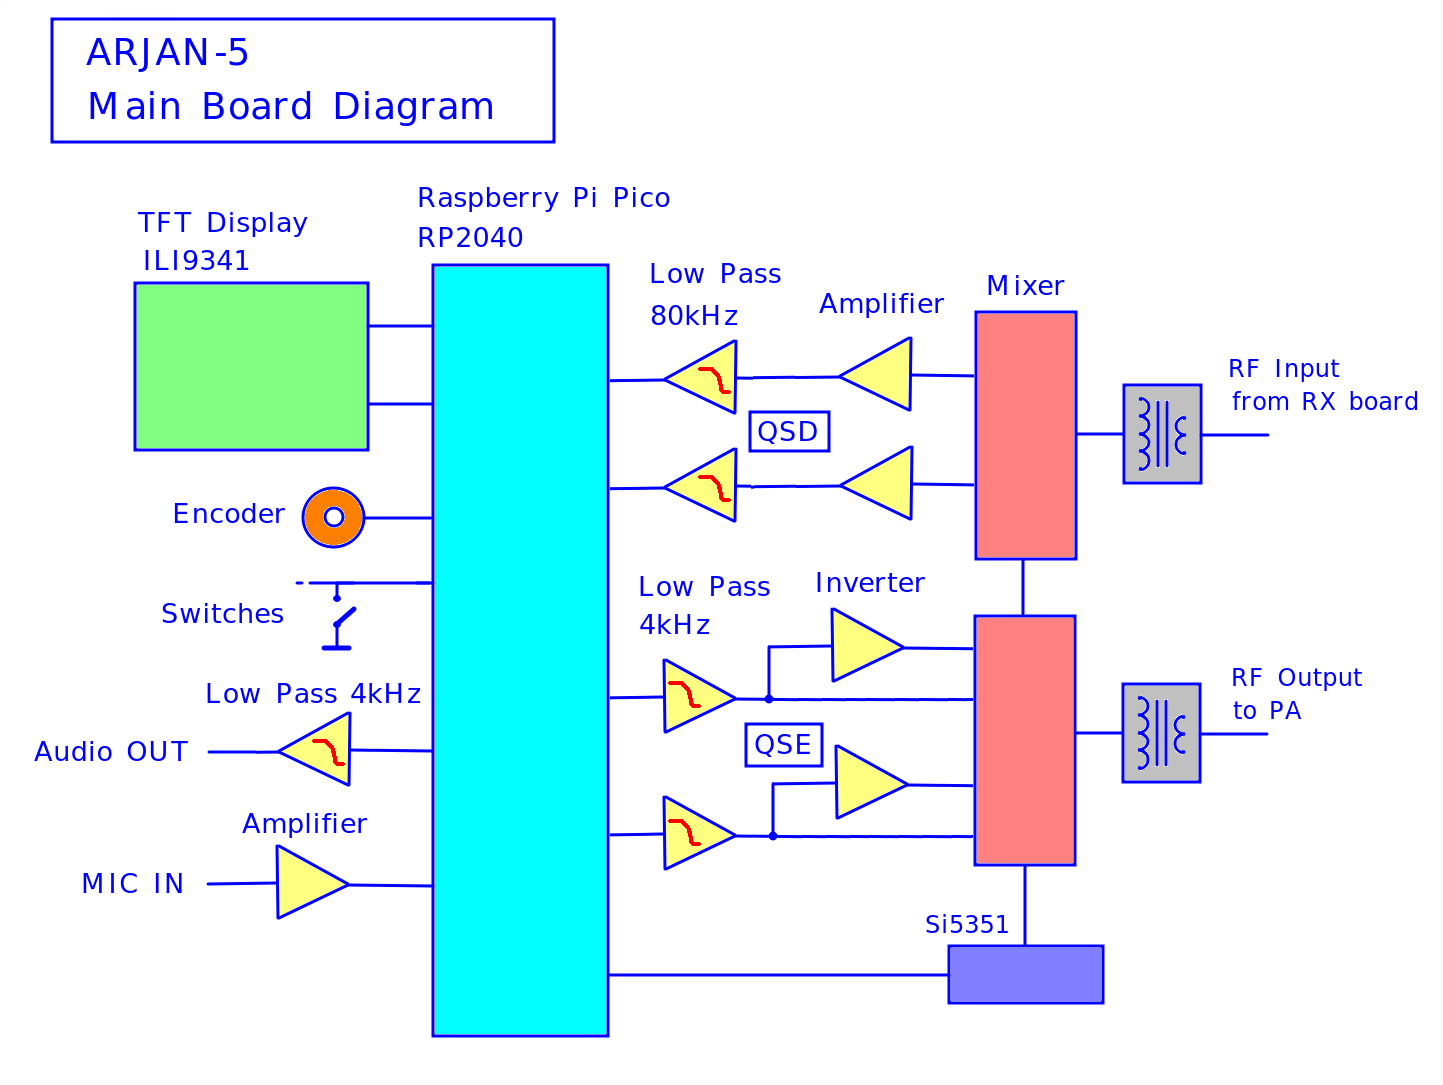 ARJAN-5
Main Board Diagram
Raspberry Pi Pico
RP2040
TFT Display
ILI9341
Low Pass
80kHz
Amplifier
Mixer
RF Input
from RX board
QSD
Encoder
Switches
Low Pass
4kHz
Inverter
Low Pass 4kHz
RF Output
to PA
QSE
Audio OUT
Amplifier
MIC IN
Si5351